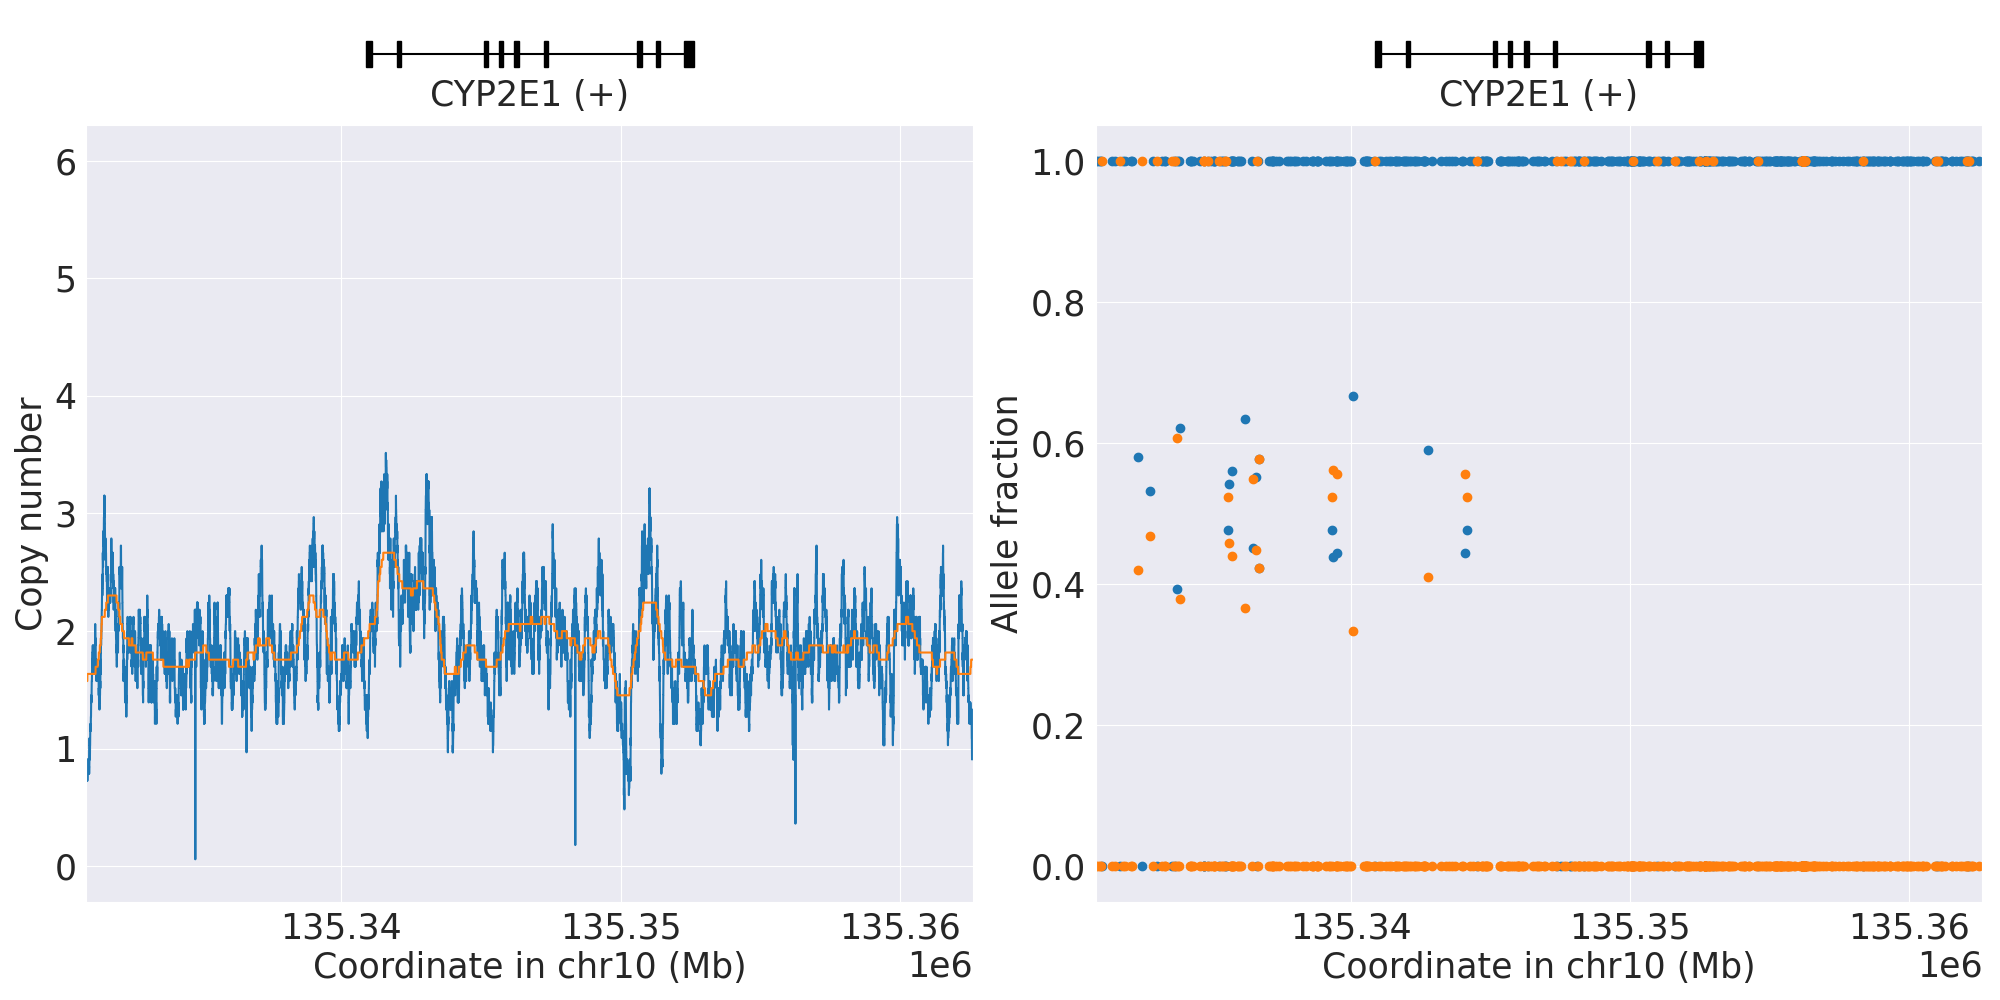 CYP2E1 (+)
6
5
4
3
2
1
0
Copy number
135.34
135.35
135.36
Coordinate in chr10 (Mb)
1e6
CYP2E1 (+)
1.0
0.8
0.6
0.4
0.2
0.0
Allele fraction
135.34
135.35
135.36
Coordinate in chr10 (Mb)
1e6